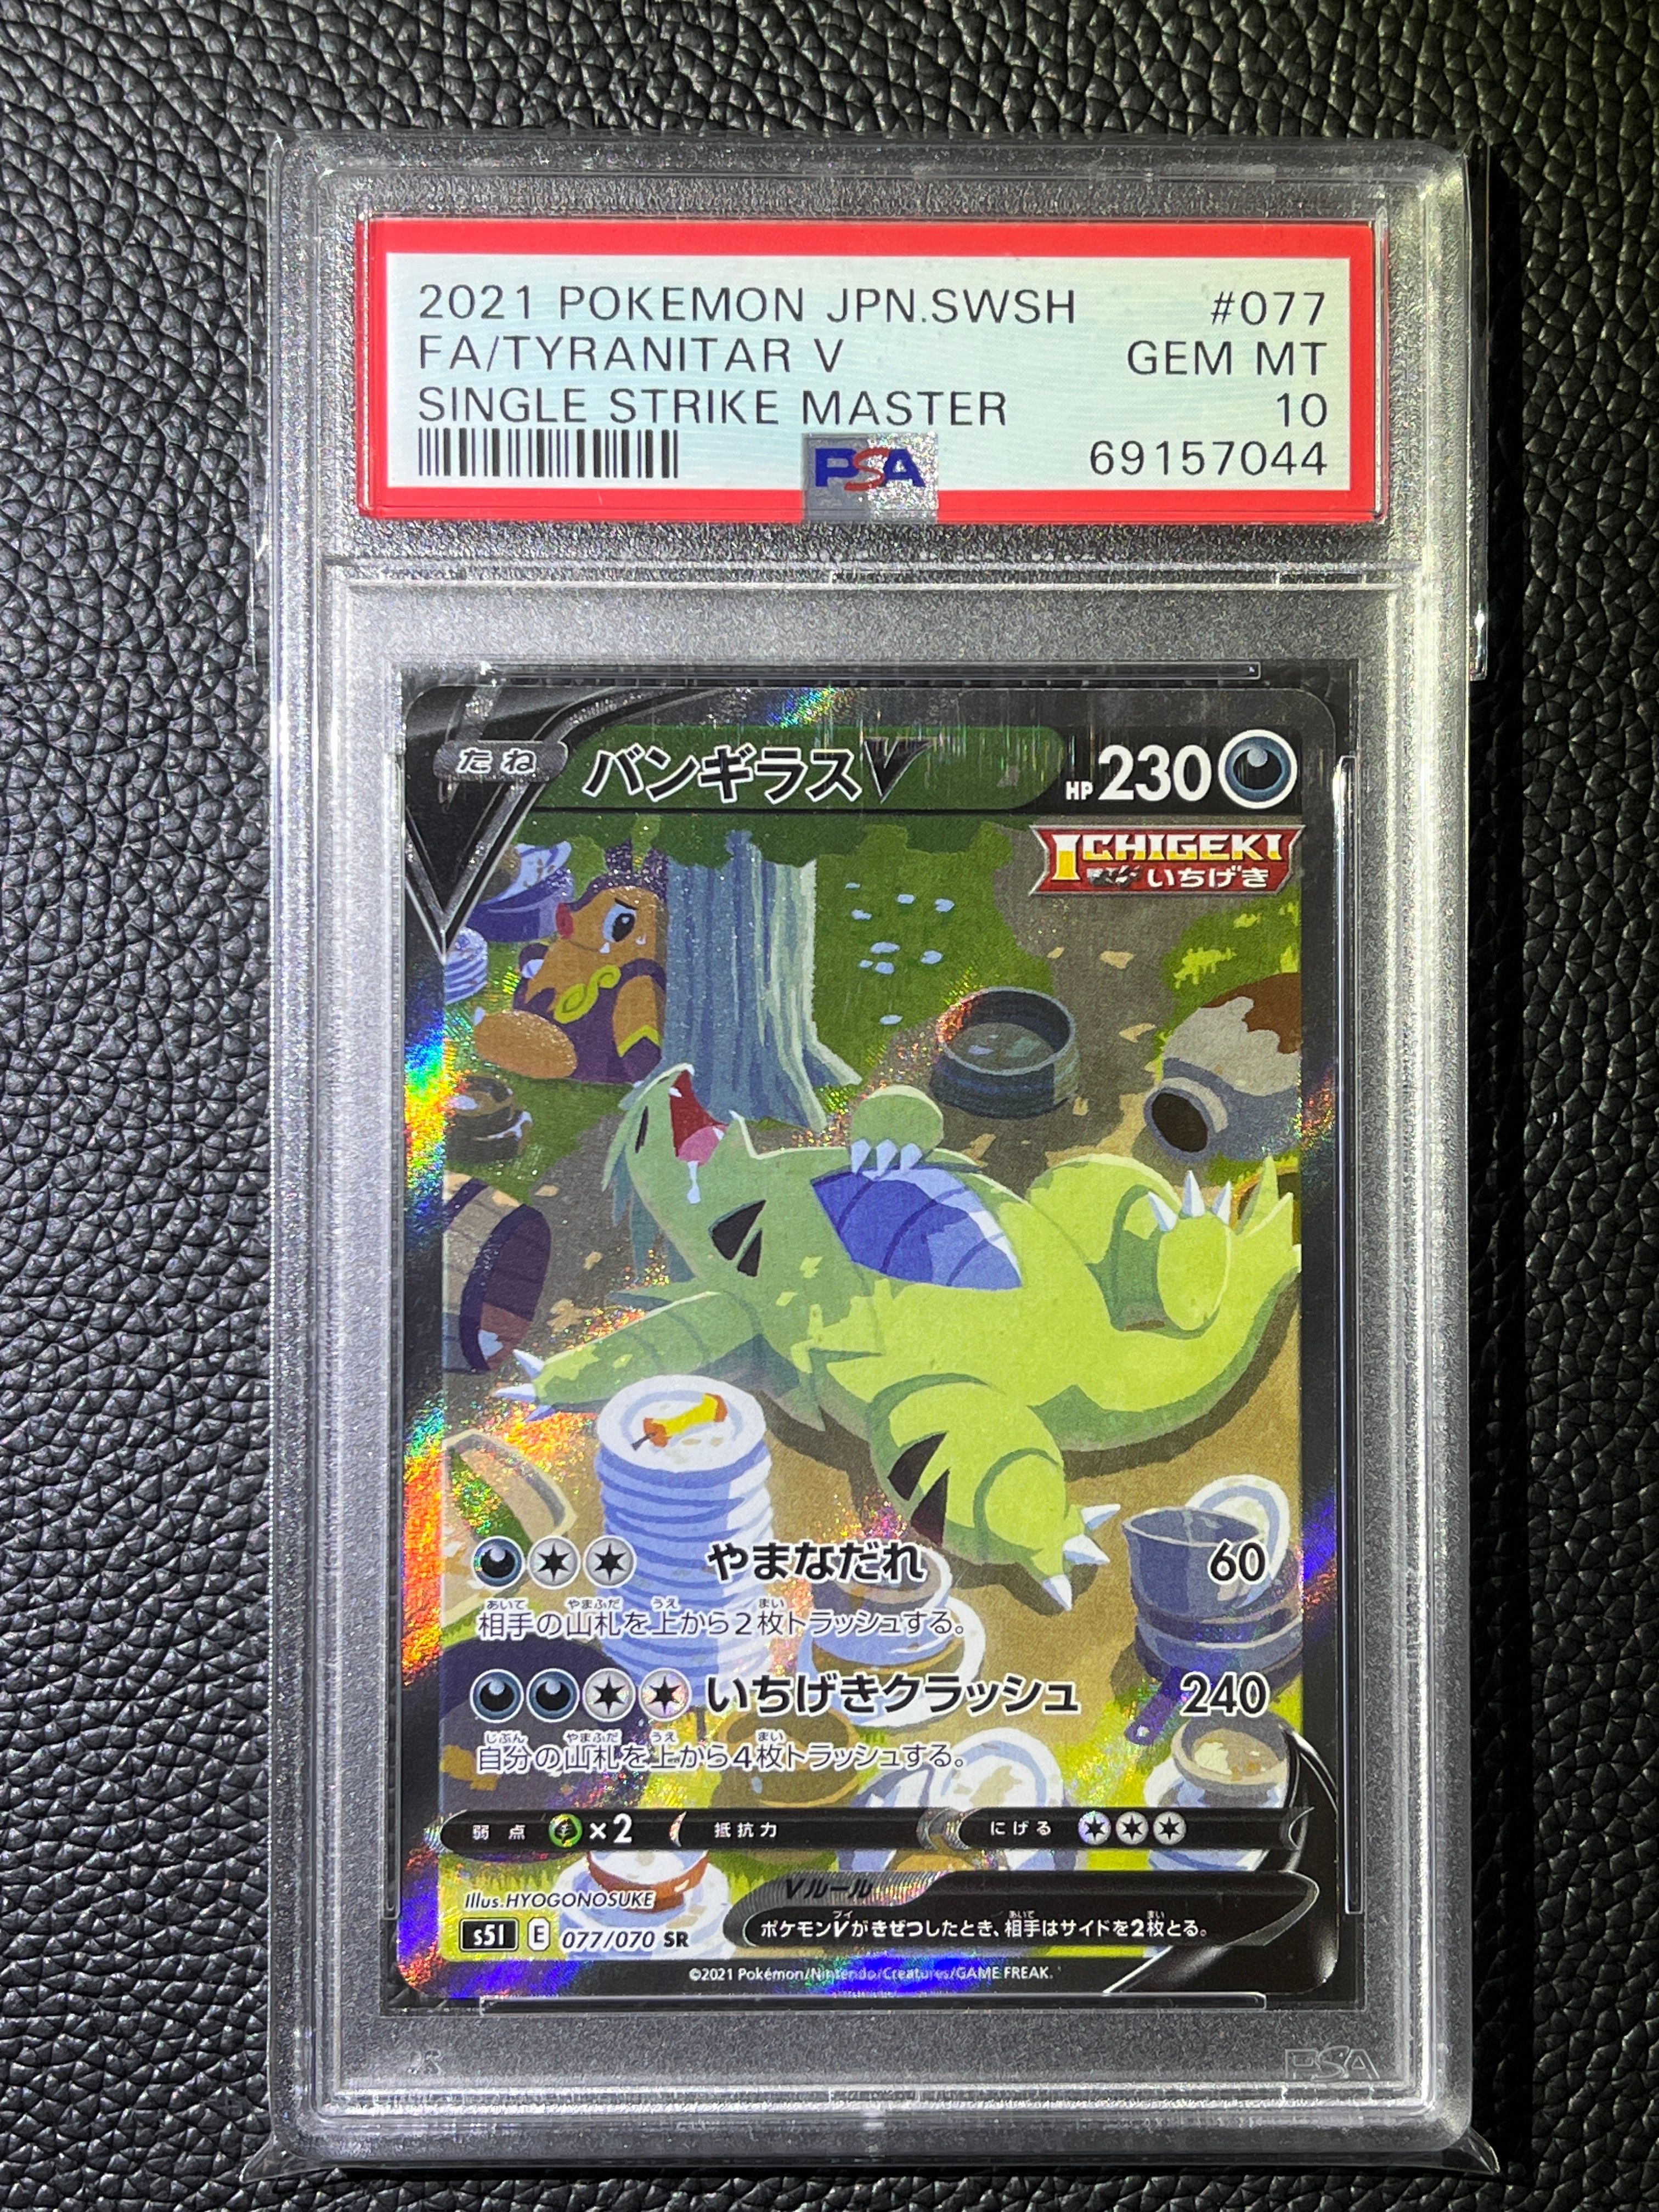 2021 POKEMON JPN.SWSH #077
FA/TYRANITAR V GEM MT
SINGLE STRIKE MASTER 10
PSA 69157044
たね バンギラスV HP 230
ICHIGEKI
いちげき
やまなだれ 60
相手の山札を上から2枚トラッシュする。
いちげきクラッシュ 240
自分の山札を上から4枚トラッシュする。
弱点 ×2 抵抗力 にげる
Vルール
Illus.HYOGONOSUKE
ポケモンVがきぜつしたとき、相手はサイドを2枚とる。
s5I E 077/070 SR
©2021 Pokémon/Nintendo/Creatures/GAME FREAK.
PSA